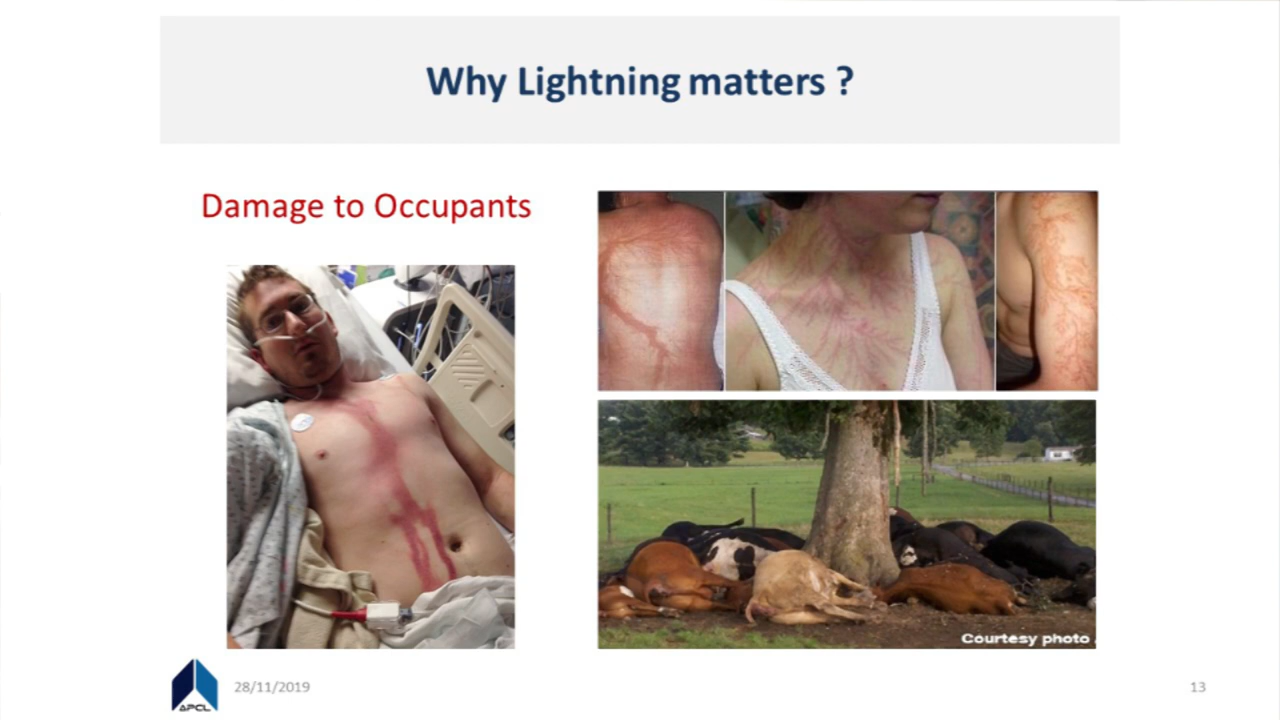 Why Lightning matters ?
Damage to Occupants
Courtesy photo
APCL
28/11/2019
13